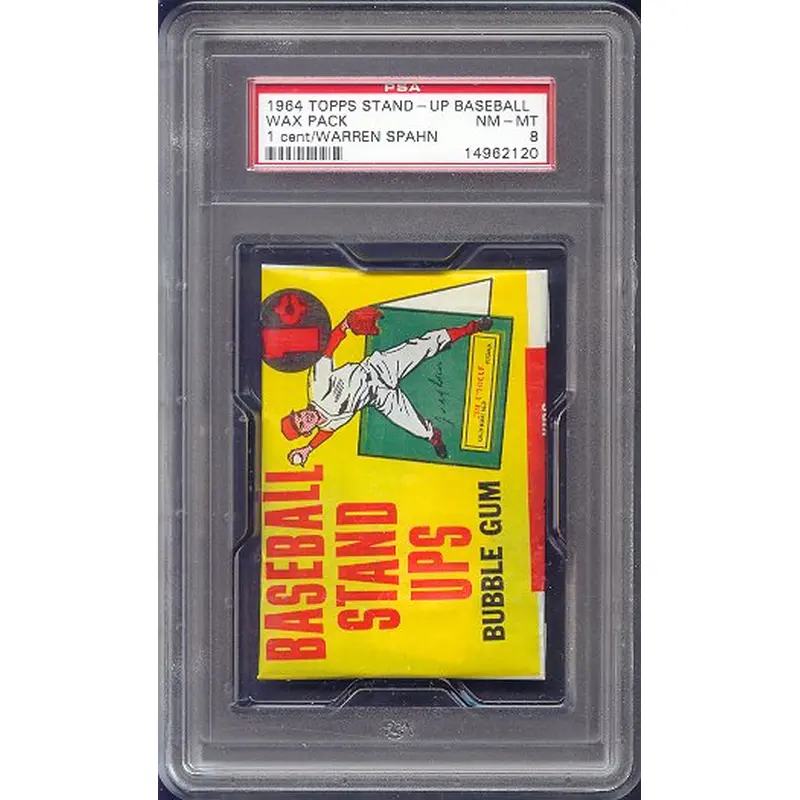 PSA
1964 TOPPS STAND-UP BASEBALL
WAX PACK NM-MT
1 cent/WARREN SPAHN 8
14962120
1¢
BASEBALL
STAND
UPS
BUBBLE GUM
PSA